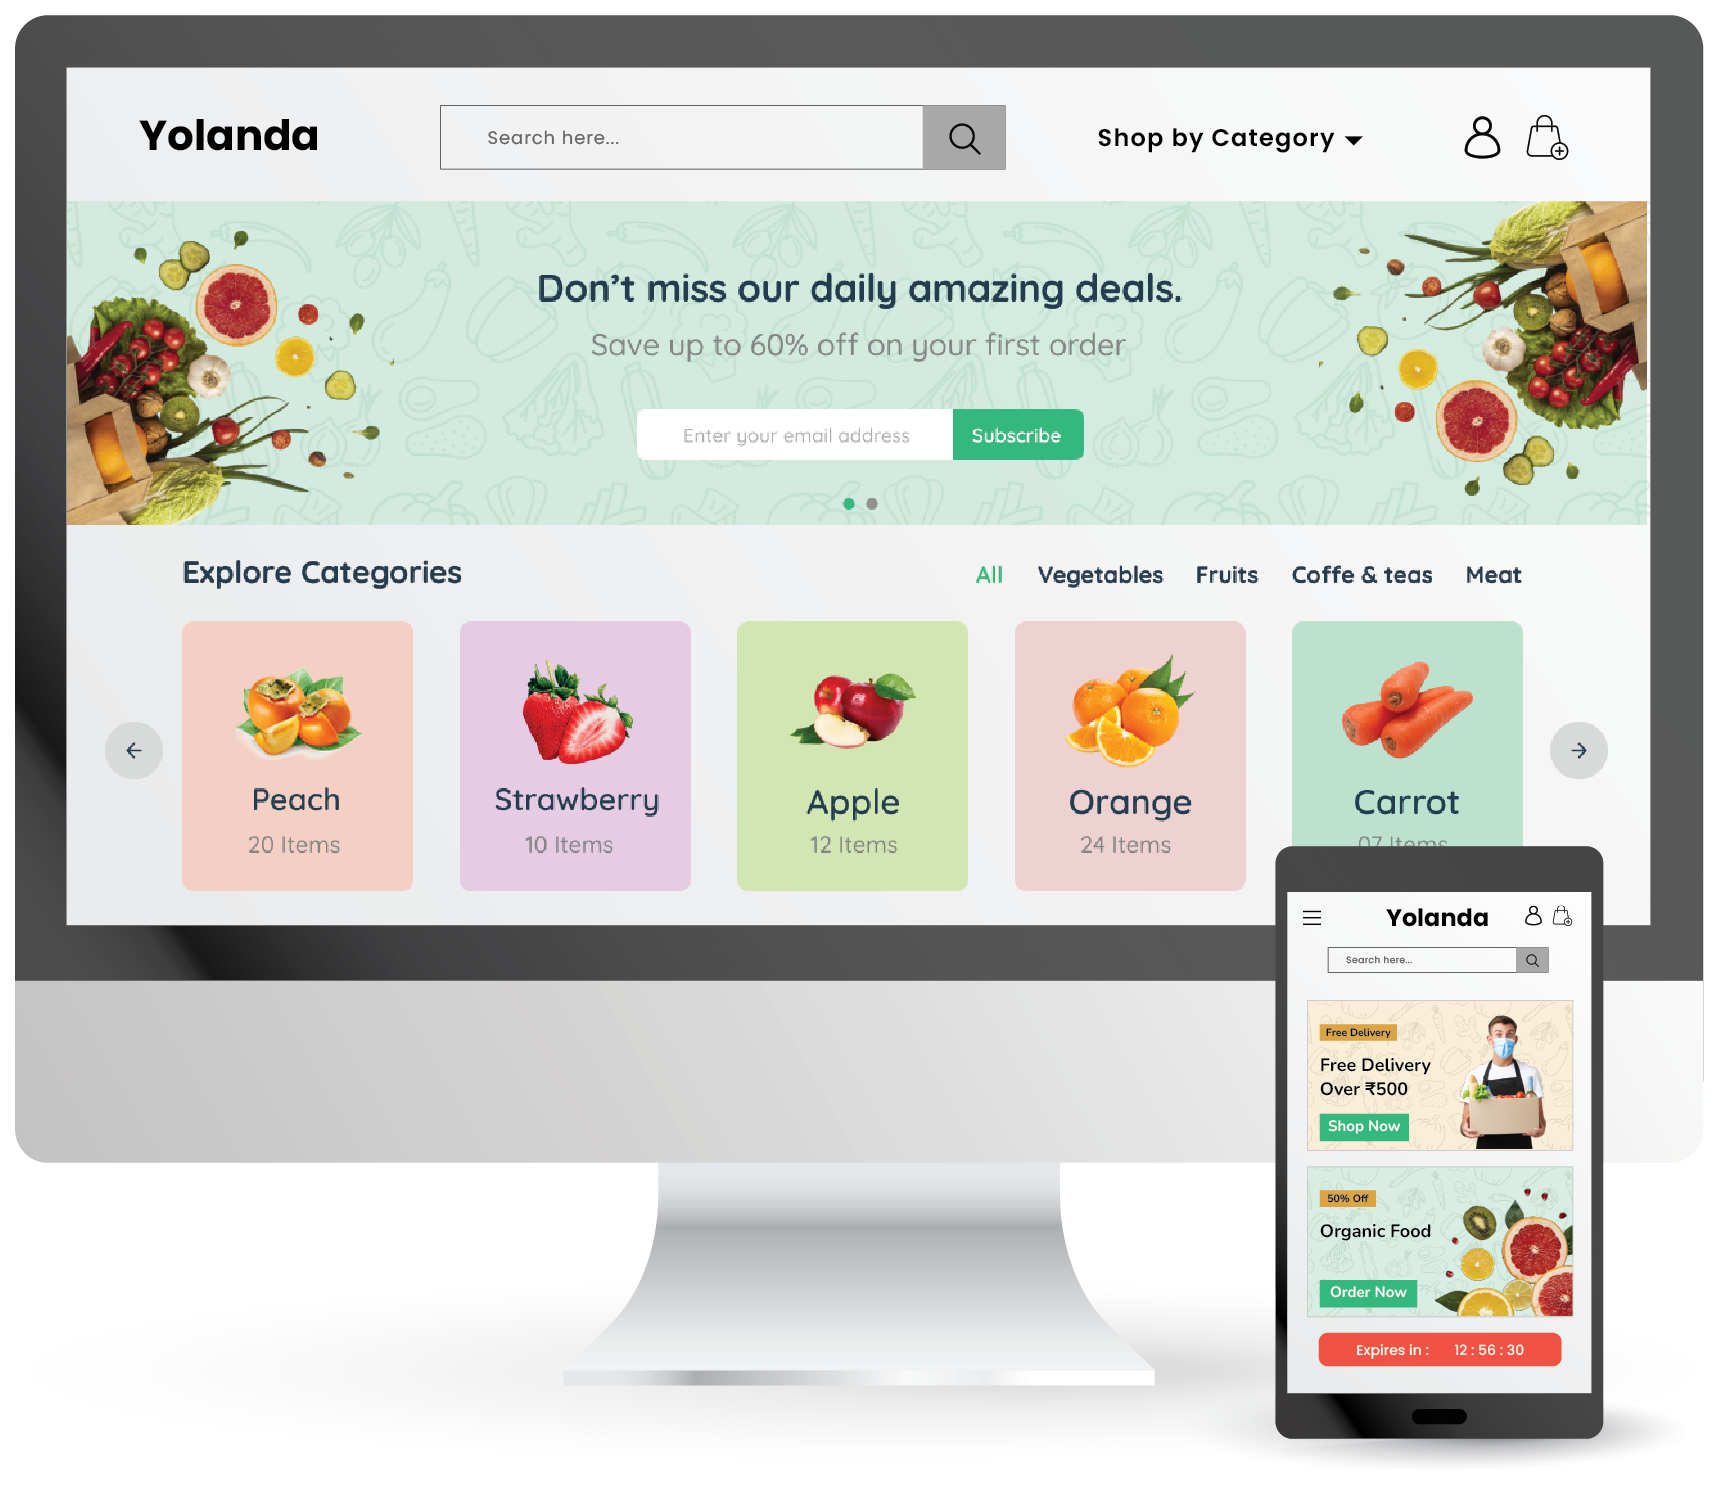 Yolanda
Search here...
Shop by Category
Don't miss our daily amazing deals.
Save up to 60% off on your first order
Enter your email address
Subscribe
Explore Categories
All
Vegetables
Fruits
Coffe & teas
Meat
Peach
20 Items
Strawberry
10 Items
Apple
12 Items
Orange
24 Items
Carrot
07 Items
Yolanda
Search here...
Free Delivery
Free Delivery
Over ₹500
Shop Now
50% Off
Organic Food
Order Now
Expires in : 12 : 56 : 30